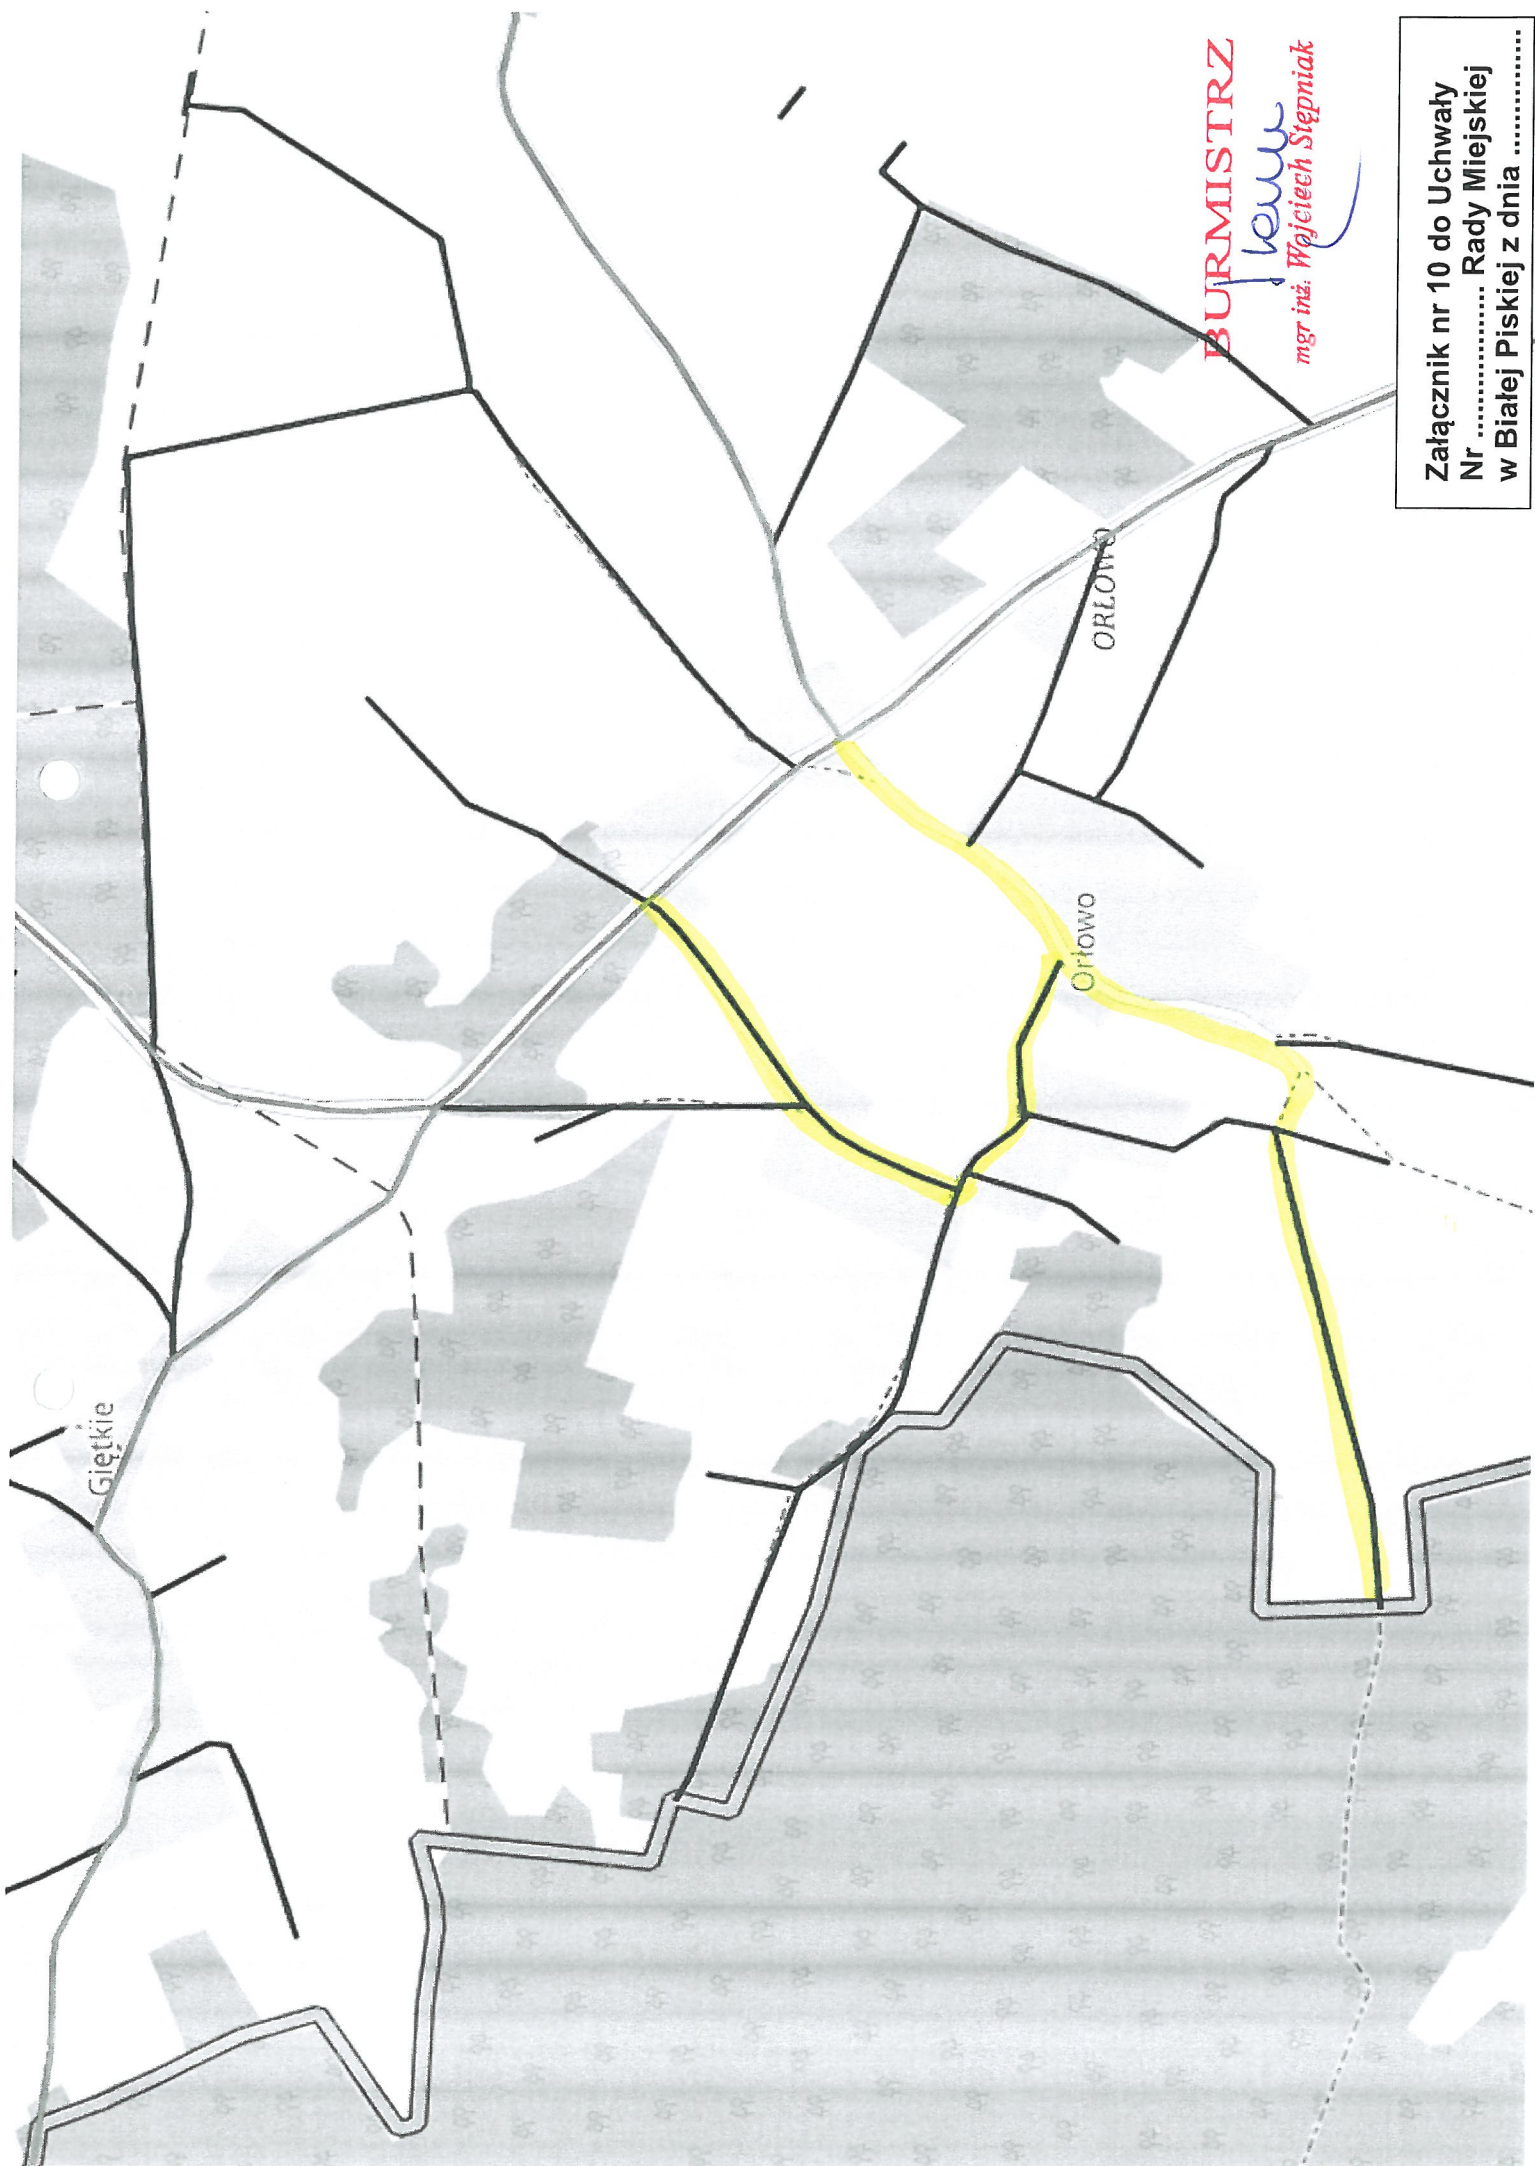 Giętkie
Orłowo
ORŁOWO
BURMISTRZ
mgr inż. Wojciech Stępniak
Załącznik nr 10 do Uchwały
Nr ................ Rady Miejskiej
w Białej Piskiej z dnia ................